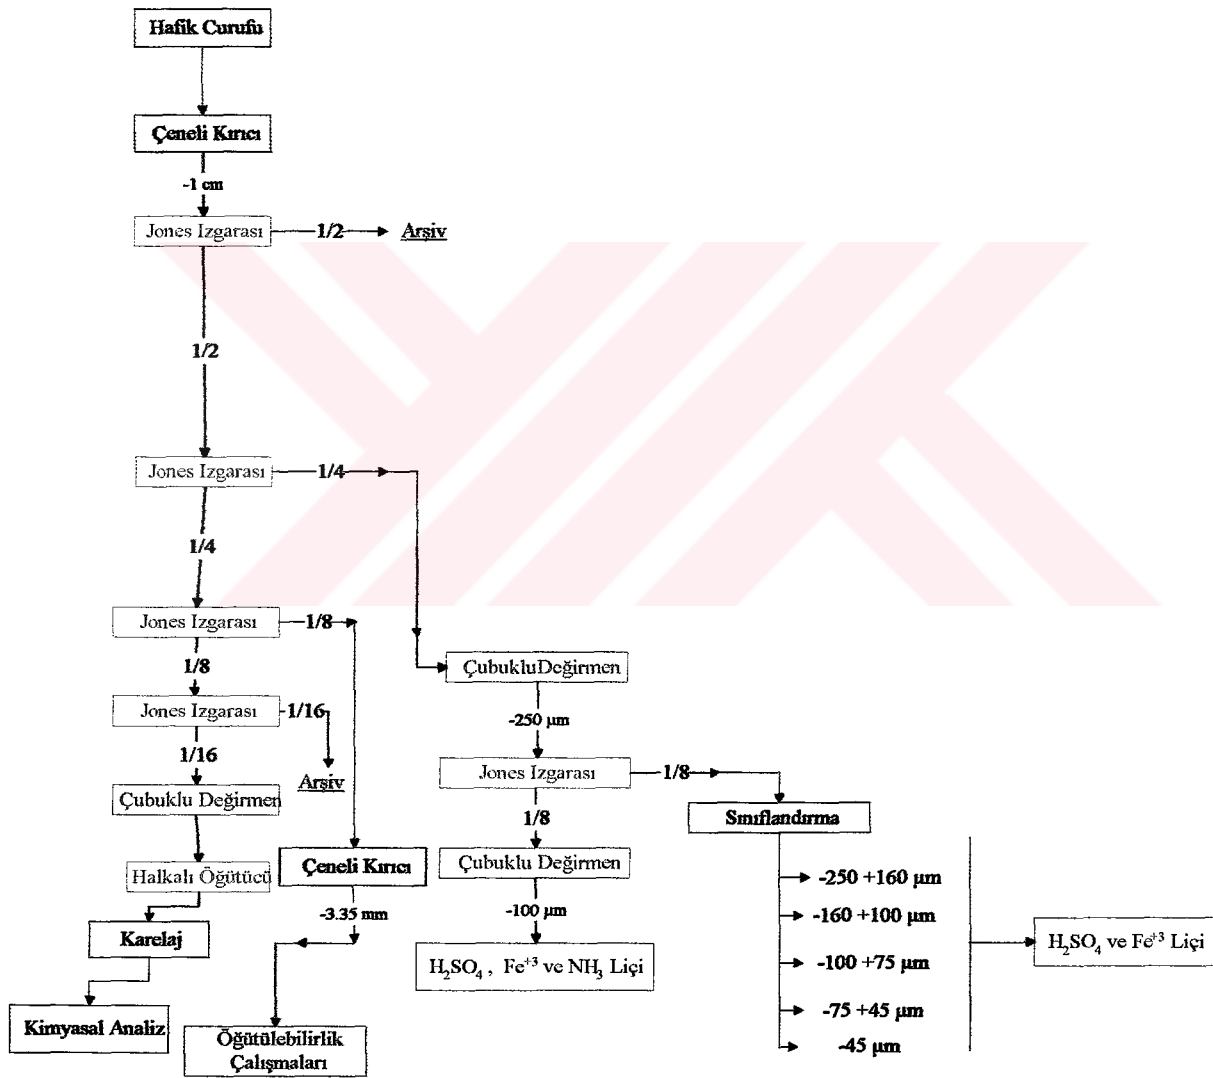 Hafik Curufu
Çeneli Kırıcı
-1 cm
Jones Izgarası
1/2
Arşiv
1/2
Jones Izgarası
1/4
1/4
Jones Izgarası
1/8
1/8
Jones Izgarası
1/16
1/16
Arşiv
Çubuklu Değirmen
Halkalı Öğütücü
Karelaj
Kimyasal Analiz
Çeneli Kırıcı
-3.35 mm
Öğütülebilirlik
Çalışmaları
ÇubukluDeğirmen
-250 µm
Jones Izgarası
1/8
1/8
Çubuklu Değirmen
-100 µm
H₂SO₄ , Fe⁺³ ve NH₃ Liçi
Sınıflandırma
-250 +160 µm
-160 +100 µm
-100 +75 µm
-75 +45 µm
-45 µm
H₂SO₄ ve Fe⁺³ Liçi